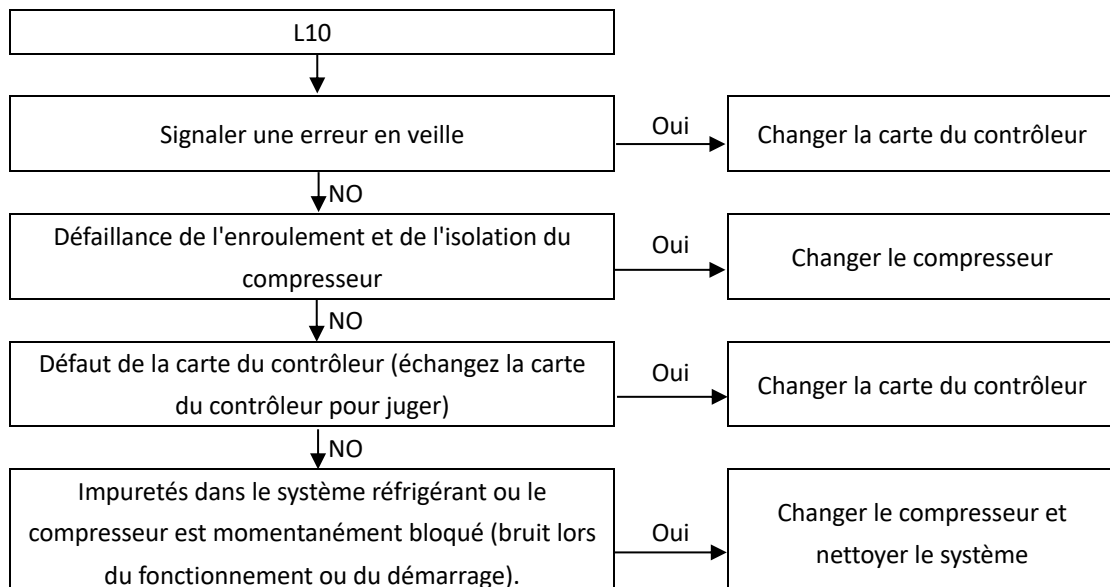 L10
Signaler une erreur en veille
Oui
Changer la carte du contrôleur
NO
Défaillance de l'enroulement et de l'isolation du
compresseur
Oui
Changer le compresseur
NO
Défaut de la carte du contrôleur (échangez la carte
du contrôleur pour juger)
Oui
Changer la carte du contrôleur
NO
Impuretés dans le système réfrigérant ou le
compresseur est momentanément bloqué (bruit lors
du fonctionnement ou du démarrage).
Oui
Changer le compresseur et
nettoyer le système